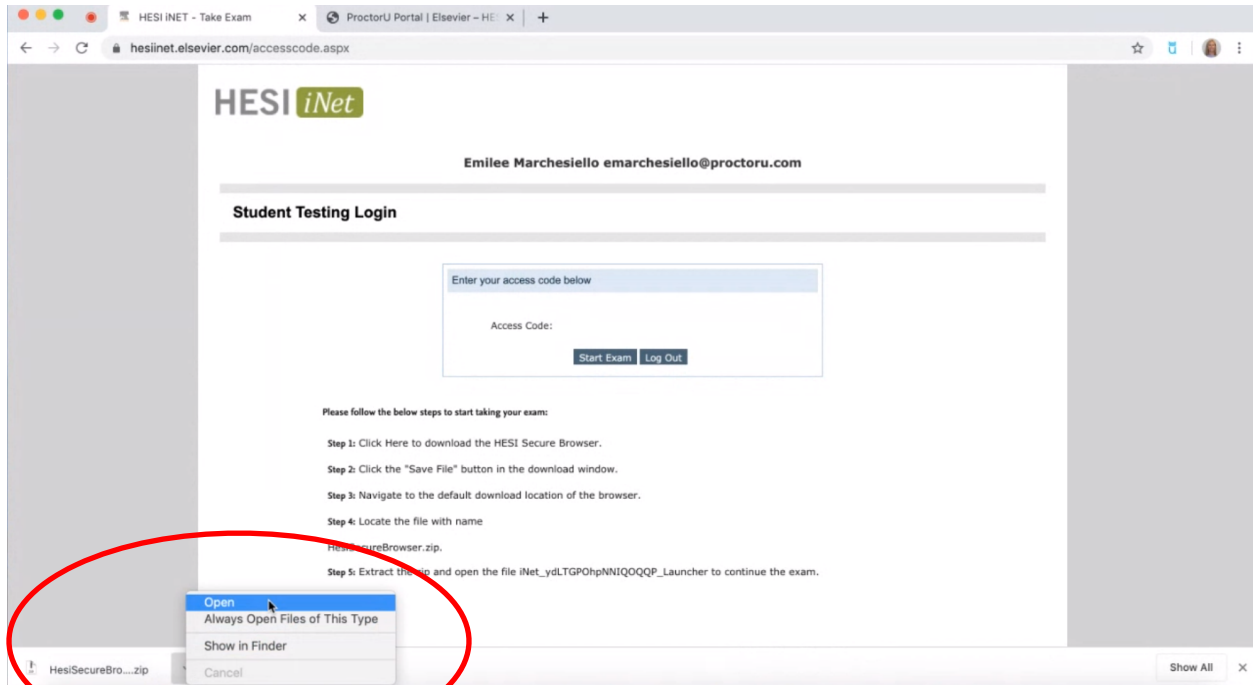 HESI iNET - Take Exam
ProctorU Portal | Elsevier – HE
hesiinet.elsevier.com/accesscode.aspx
HESI iNet
Emilee Marchesiello emarchesiello@proctoru.com
Student Testing Login
Enter your access code below
Access Code:
Start Exam Log Out
Please follow the below steps to start taking your exam:
Step 1: Click Here to download the HESI Secure Browser.
Step 2: Click the "Save File" button in the download window.
Step 3: Navigate to the default download location of the browser.
Step 4: Locate the file with name
HesiSecureBrowser.zip.
Step 5: Extract the zip and open the file iNet_ydLTGPOhpNNIQOQQP_Launcher to continue the exam.
Open
Always Open Files of This Type
Show in Finder
Cancel
HesiSecureBro....zip
Show All